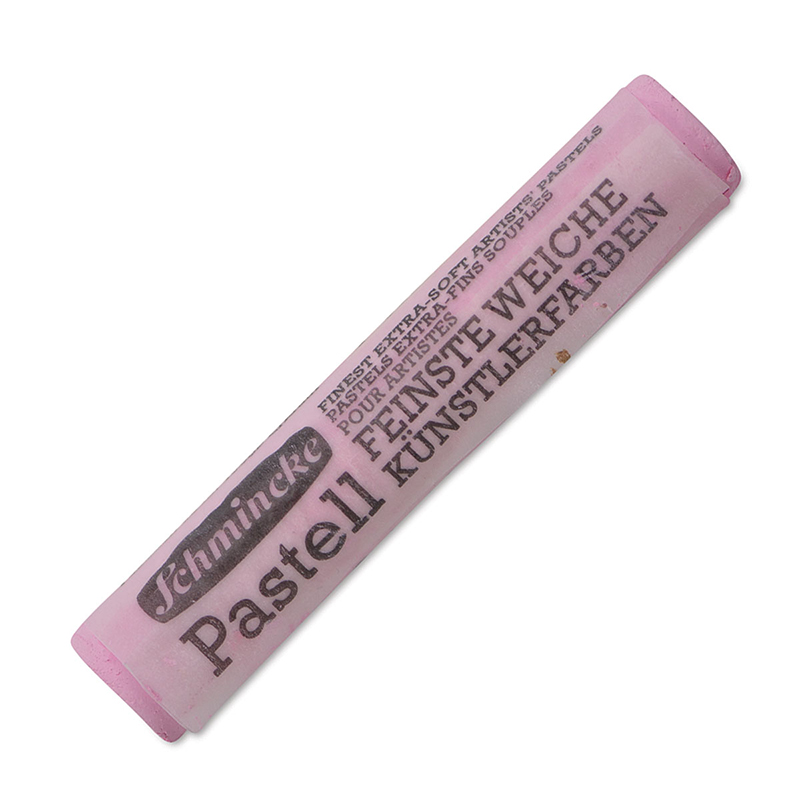 FINEST EXTRA-SOFT ARTISTS' PASTELS
PASTELS EXTRA-FINS SOUPLES
POUR ARTISTES
Schmincke
Pastell
FEINSTE WEICHE
KÜNSTLERFARBEN